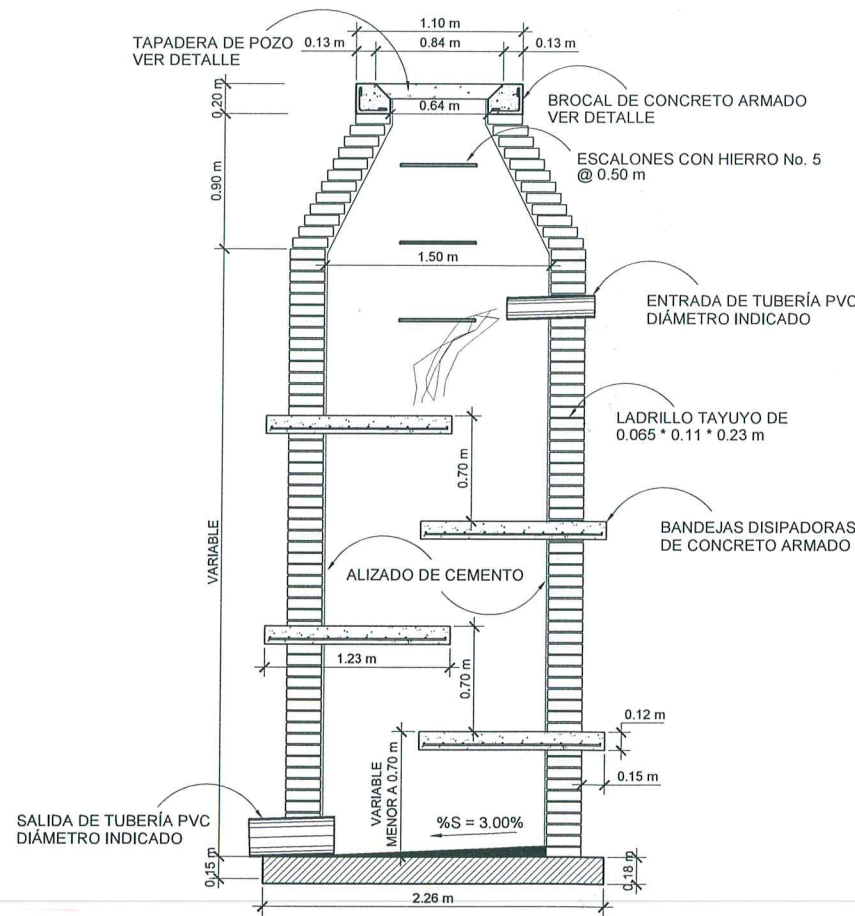 1.10 m
TAPADERA DE POZO
VER DETALLE
0.13 m
0.84 m
0.13 m
0.20 m
0.64 m
BROCAL DE CONCRETO ARMADO
VER DETALLE
ESCALONES CON HIERRO No. 5
@ 0.50 m
0.90 m
1.50 m
ENTRADA DE TUBERÍA PVC
DIÁMETRO INDICADO
LADRILLO TAYUYO DE
0.065 * 0.11 * 0.23 m
0.70 m
BANDEJAS DISIPADORAS
DE CONCRETO ARMADO
VARIABLE
ALIZADO DE CEMENTO
1.23 m
0.70 m
0.12 m
0.15 m
VARIABLE
MENOR A 0.70 m
SALIDA DE TUBERÍA PVC
DIÁMETRO INDICADO
%S = 3.00%
0.15 m
0.18 m
2.26 m